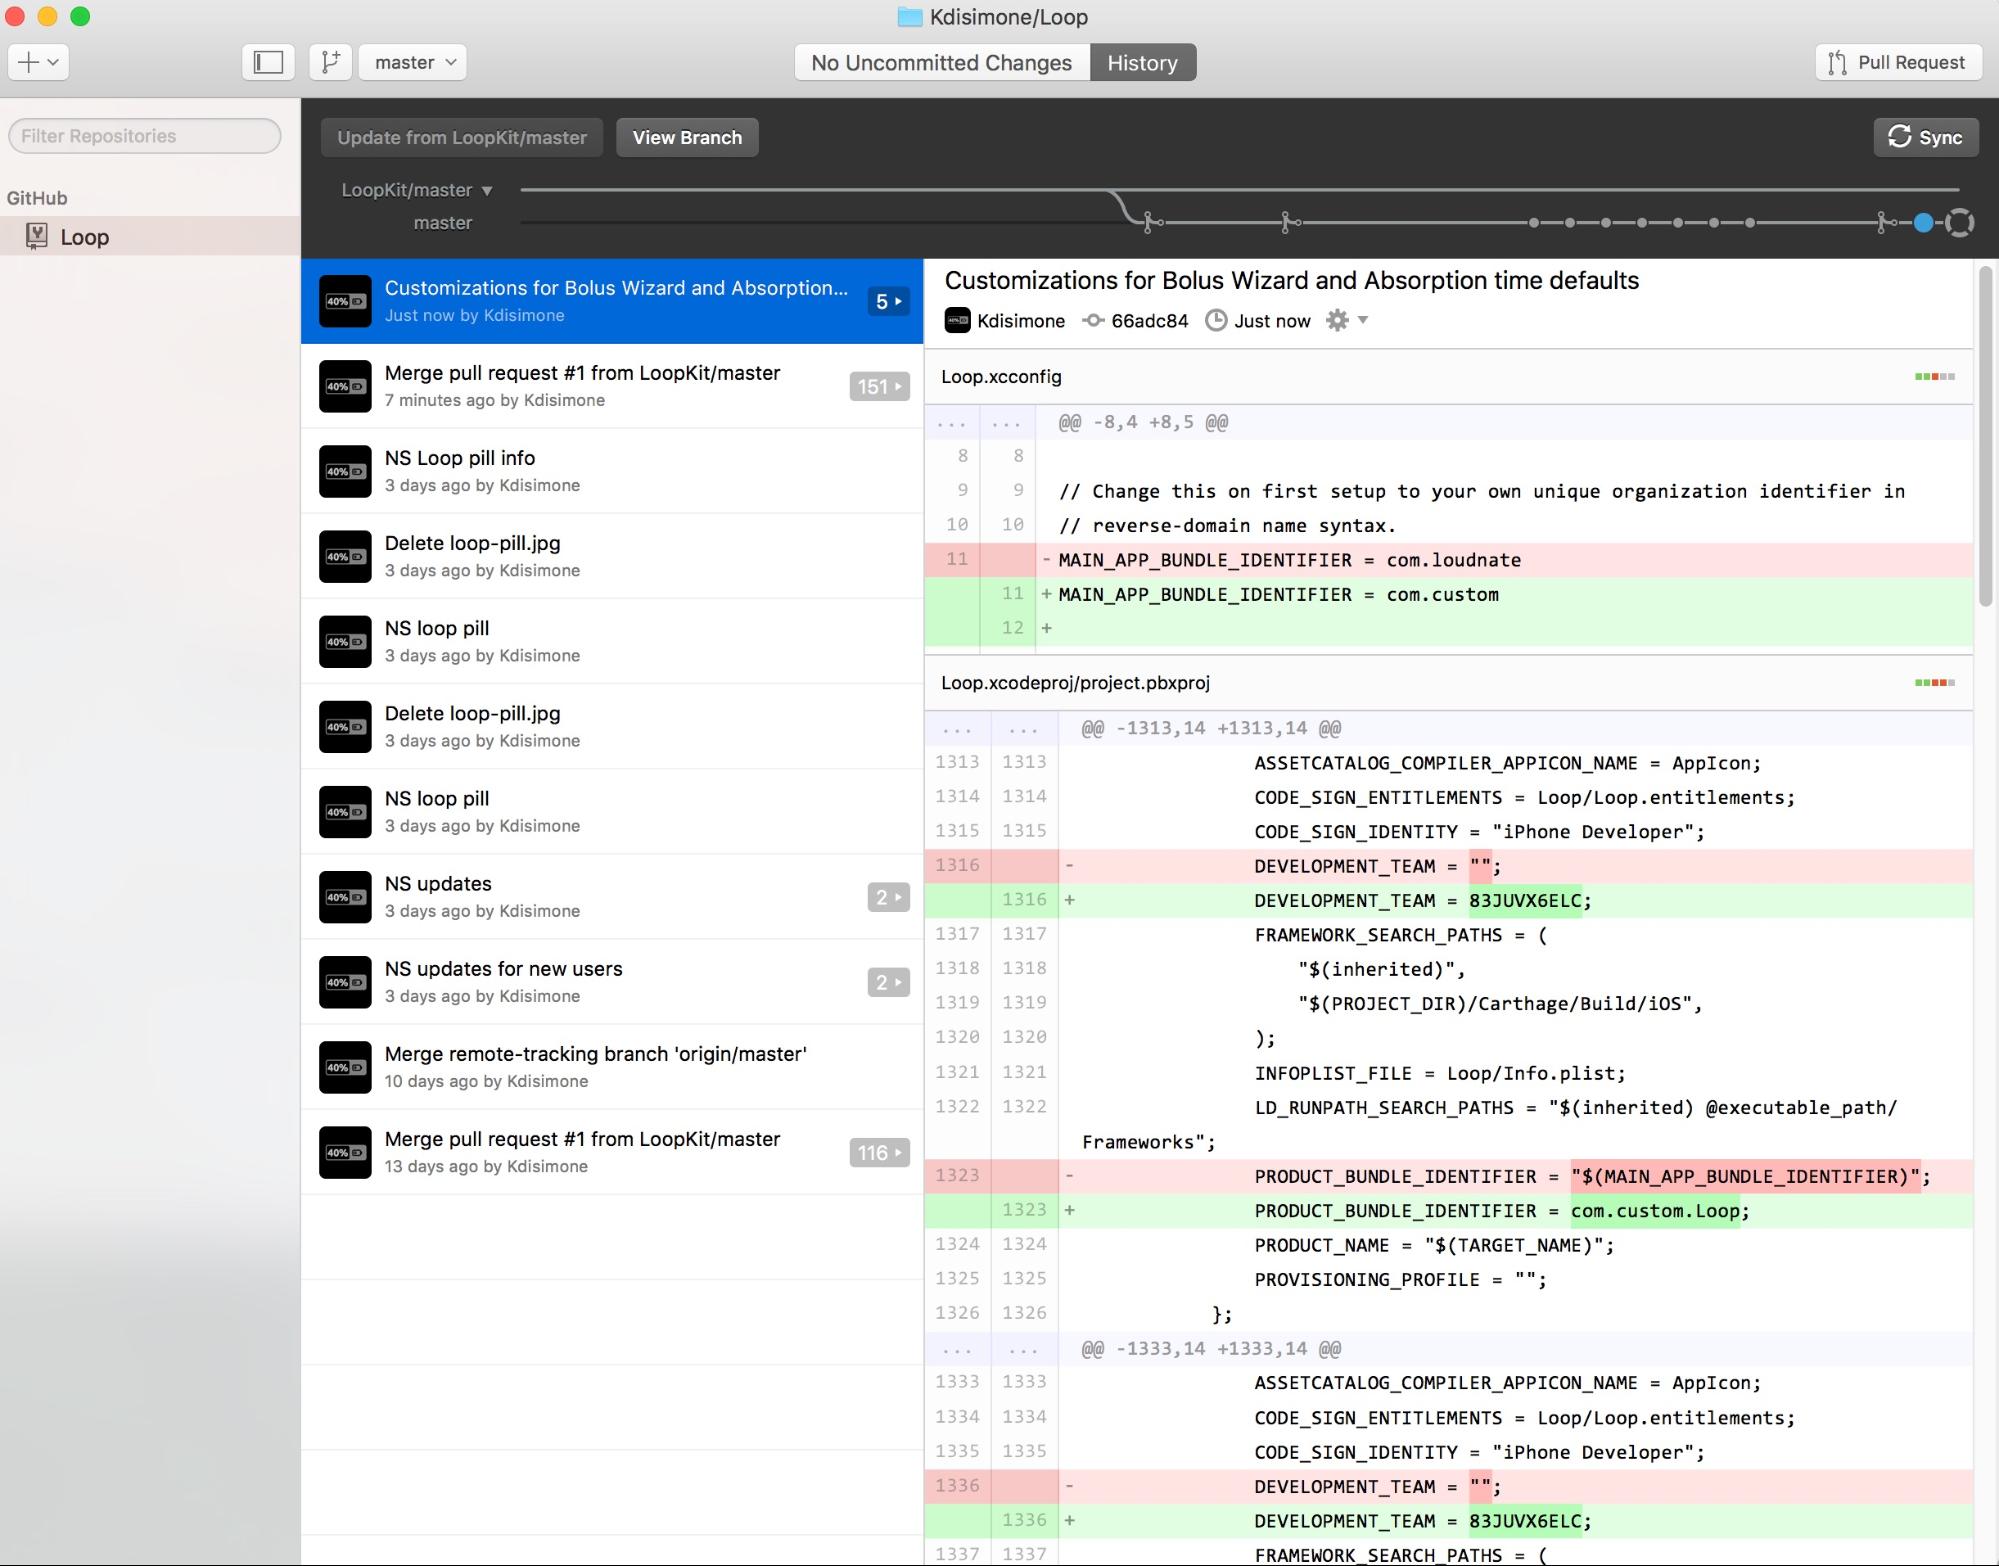 Kdisimone/Loop
master
No Uncommitted Changes
History
Pull Request
Filter Repositories
GitHub
Loop
Update from LoopKit/master
View Branch
Sync
LoopKit/master
master
40%
Customizations for Bolus Wizard and Absorption...
Just now by Kdisimone
5
40%
Merge pull request #1 from LoopKit/master
7 minutes ago by Kdisimone
151
40%
NS Loop pill info
3 days ago by Kdisimone
40%
Delete loop-pill.jpg
3 days ago by Kdisimone
40%
NS loop pill
3 days ago by Kdisimone
40%
Delete loop-pill.jpg
3 days ago by Kdisimone
40%
NS loop pill
3 days ago by Kdisimone
40%
NS updates
3 days ago by Kdisimone
2
40%
NS updates for new users
3 days ago by Kdisimone
2
40%
Merge remote-tracking branch 'origin/master'
10 days ago by Kdisimone
40%
Merge pull request #1 from LoopKit/master
13 days ago by Kdisimone
116
Customizations for Bolus Wizard and Absorption time defaults
Kdisimone 66adc84 Just now
Loop.xcconfig
... ... @@ -8,4 +8,5 @@
8 8
9 9 // Change this on first setup to your own unique organization identifier in
10 10 // reverse-domain name syntax.
11 - MAIN_APP_BUNDLE_IDENTIFIER = com.loudnate
11 + MAIN_APP_BUNDLE_IDENTIFIER = com.custom
12 +
Loop.xcodeproj/project.pbxproj
... ... @@ -1313,14 +1313,14 @@
1313 1313 ASSETCATALOG_COMPILER_APPICON_NAME = AppIcon;
1314 1314 CODE_SIGN_ENTITLEMENTS = Loop/Loop.entitlements;
1315 1315 CODE_SIGN_IDENTITY = "iPhone Developer";
1316 - DEVELOPMENT_TEAM = "";
1316 + DEVELOPMENT_TEAM = 83JUVX6ELC;
1317 1317 FRAMEWORK_SEARCH_PATHS = (
1318 1318 "$(inherited)",
1319 1319 "$(PROJECT_DIR)/Carthage/Build/iOS",
1320 1320 );
1321 1321 INFOPLIST_FILE = Loop/Info.plist;
1322 1322 LD_RUNPATH_SEARCH_PATHS = "$(inherited) @executable_path/
Frameworks";
1323 - PRODUCT_BUNDLE_IDENTIFIER = "$(MAIN_APP_BUNDLE_IDENTIFIER)";
1323 + PRODUCT_BUNDLE_IDENTIFIER = com.custom.Loop;
1324 1324 PRODUCT_NAME = "$(TARGET_NAME)";
1325 1325 PROVISIONING_PROFILE = "";
1326 1326 };
... ... @@ -1333,14 +1333,14 @@
1333 1333 ASSETCATALOG_COMPILER_APPICON_NAME = AppIcon;
1334 1334 CODE_SIGN_ENTITLEMENTS = Loop/Loop.entitlements;
1335 1335 CODE_SIGN_IDENTITY = "iPhone Developer";
1336 - DEVELOPMENT_TEAM = "";
1336 + DEVELOPMENT_TEAM = 83JUVX6ELC;
1337 1337 FRAMEWORK_SEARCH_PATHS = (